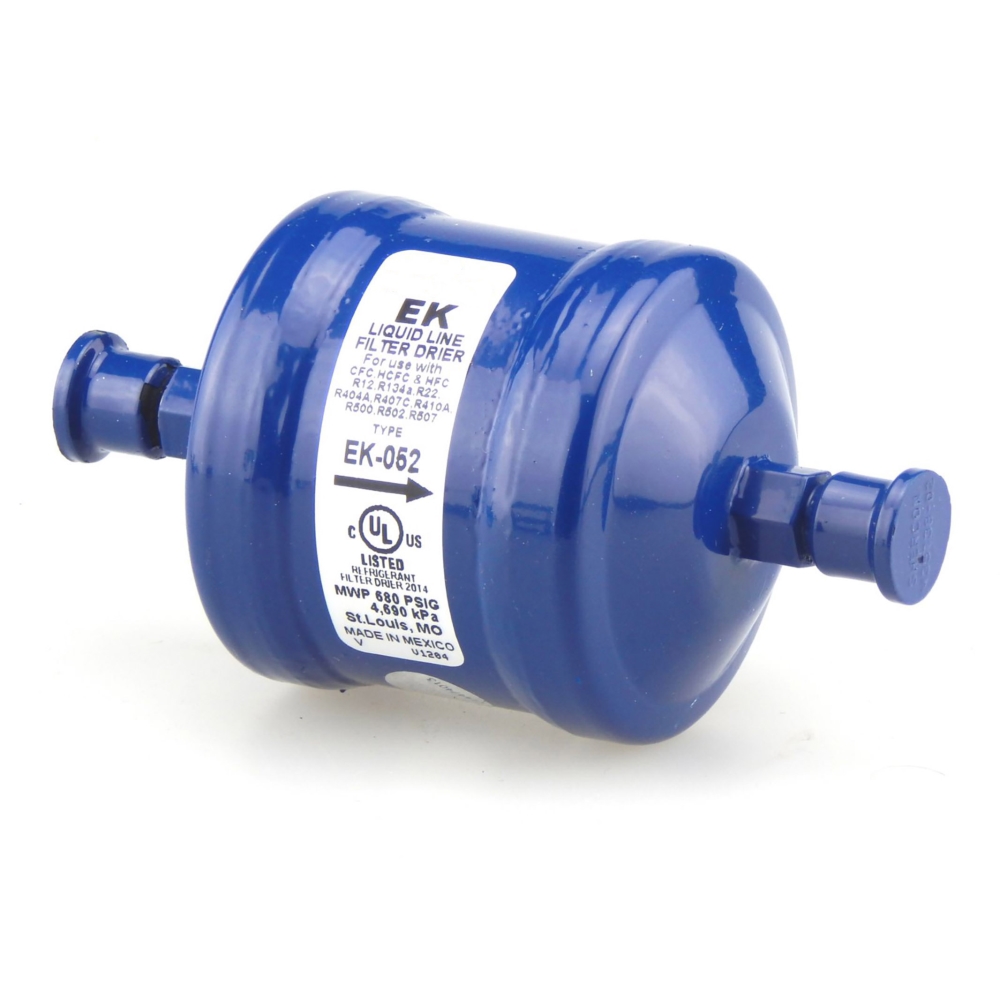 EK
LIQUID LINE
FILTER DRIER
For use with
CFC, HCFC & HFC
R12, R134a, R22,
R404A, R407C, R410A,
R500, R502, R507
TYPE
EK-052
C UL US
LISTED
REFRIGERANT
FILTER DRIER 2014
MWP 680 PSIG
4,690 kPa
St.Louis, MO
MADE IN MEXICO
V U1284